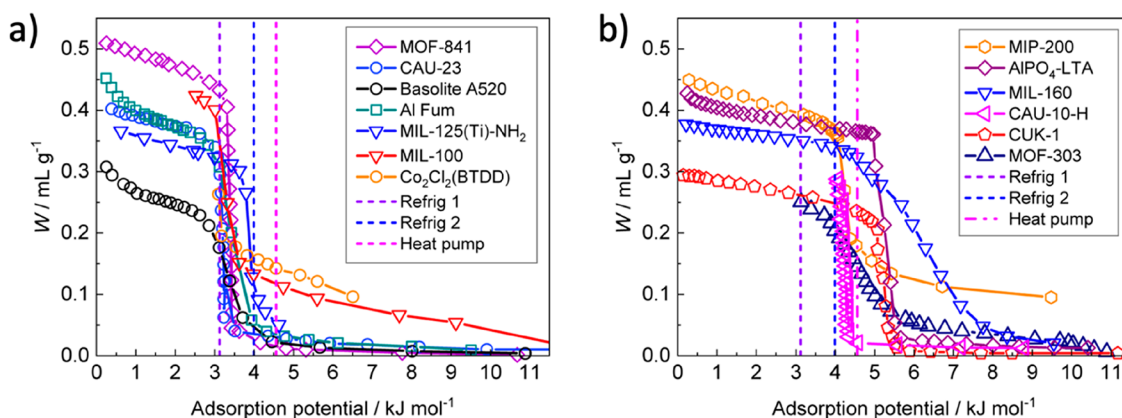 a)
W / mL g⁻¹
0.5
0.4
0.3
0.2
0.1
0.0
MOF-841
CAU-23
Basolite A520
Al Fum
MIL-125(Ti)-NH₂
MIL-100
Co₂Cl₂(BTDD)
Refrig 1
Refrig 2
Heat pump
0 1 2 3 4 5 6 7 8 9 10 11
Adsorption potential / kJ mol⁻¹
b)
W / mL g⁻¹
0.5
0.4
0.3
0.2
0.1
0.0
MIP-200
AlPO₄-LTA
MIL-160
CAU-10-H
CUK-1
MOF-303
Refrig 1
Refrig 2
Heat pump
0 1 2 3 4 5 6 7 8 9 10 11
Adsorption potential / kJ mol⁻¹